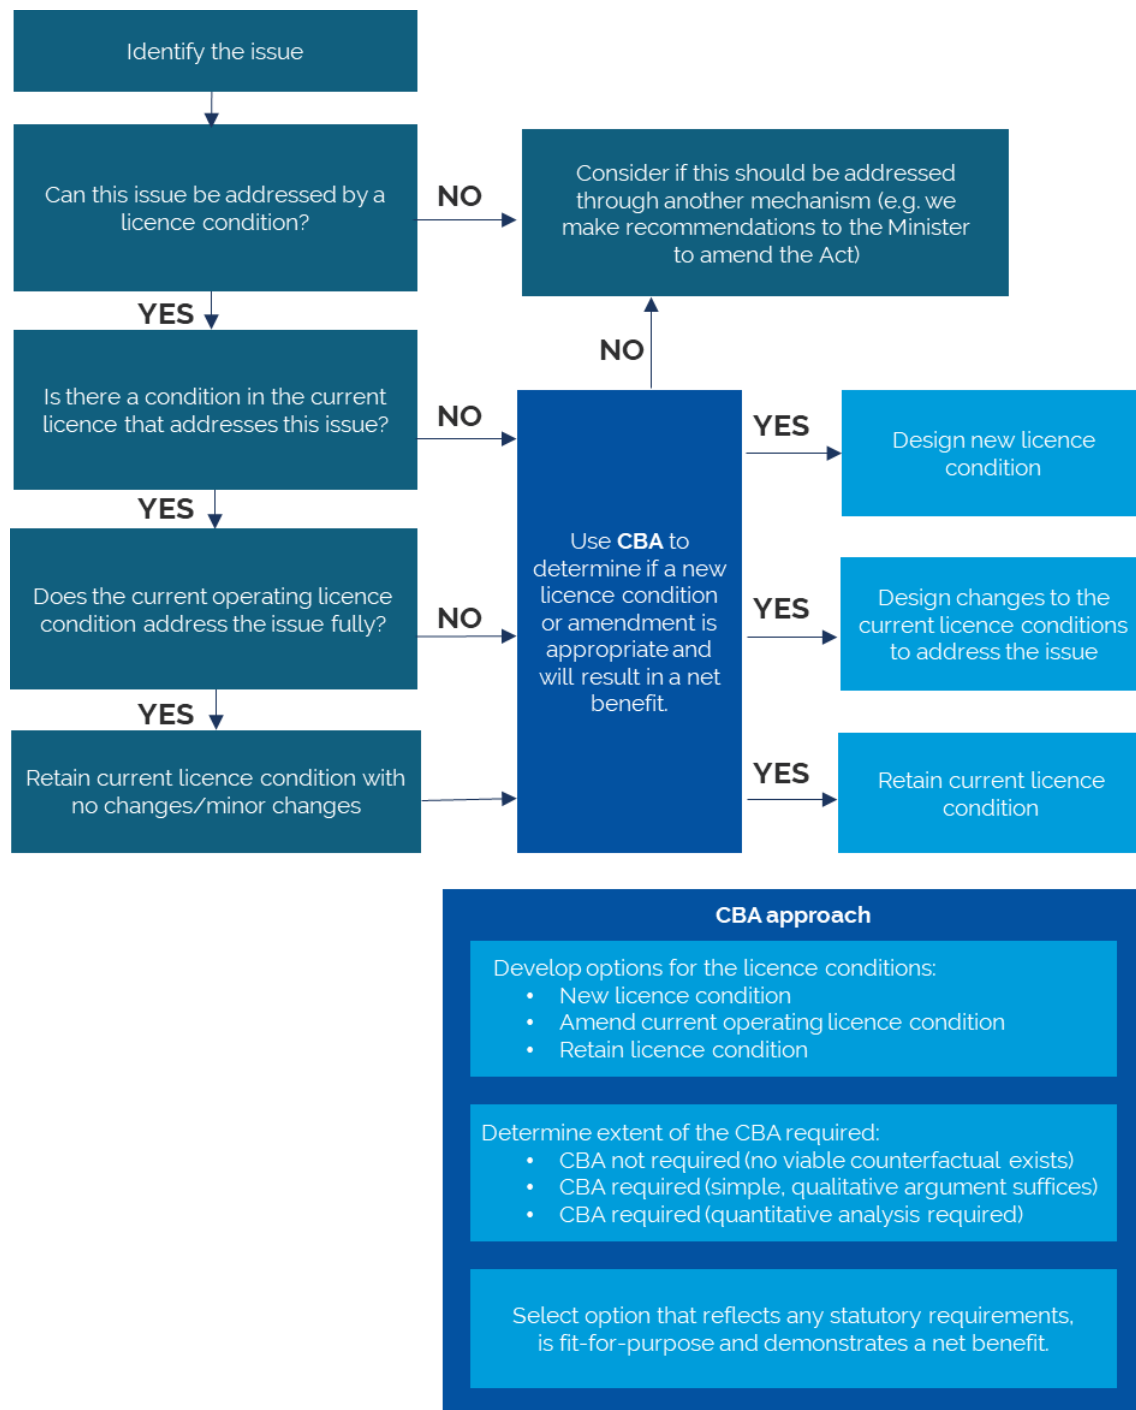 Identify the issue
Can this issue be addressed by a
licence condition?
NO
Consider if this should be addressed
through another mechanism (e.g. we
make recommendations to the Minister
to amend the Act)
YES
NO
Is there a condition in the current
licence that addresses this issue?
NO
YES
Design new licence
condition
YES
Does the current operating licence
condition address the issue fully?
NO
Use CBA to
determine if a new
licence condition
or amendment is
appropriate and
will result in a net
benefit.
YES
Design changes to the
current licence conditions
to address the issue
YES
Retain current licence condition with
no changes/minor changes
YES
Retain current licence
condition
CBA approach
Develop options for the licence conditions:
• New licence condition
• Amend current operating licence condition
• Retain licence condition
Determine extent of the CBA required:
• CBA not required (no viable counterfactual exists)
• CBA required (simple, qualitative argument suffices)
• CBA required (quantitative analysis required)
Select option that reflects any statutory requirements,
is fit-for-purpose and demonstrates a net benefit.